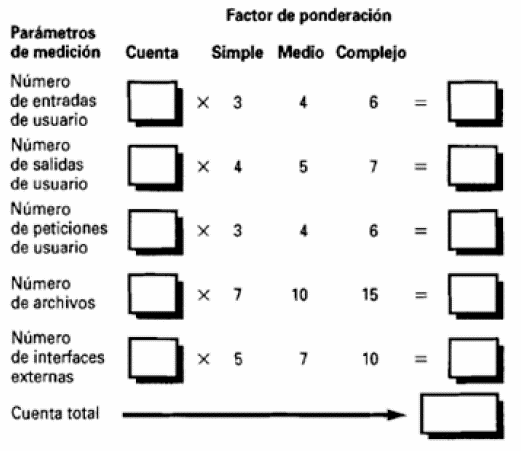 Factor de ponderación
Parámetros
de medición Cuenta Simple Medio Complejo
Número
de entradas × 3 4 6 =
de usuario
Número
de salidas × 4 5 7 =
de usuario
Número
de peticiones × 3 4 6 =
de usuario
Número
de archivos × 7 10 15 =
Número
de interfaces × 5 7 10 =
externas
Cuenta total